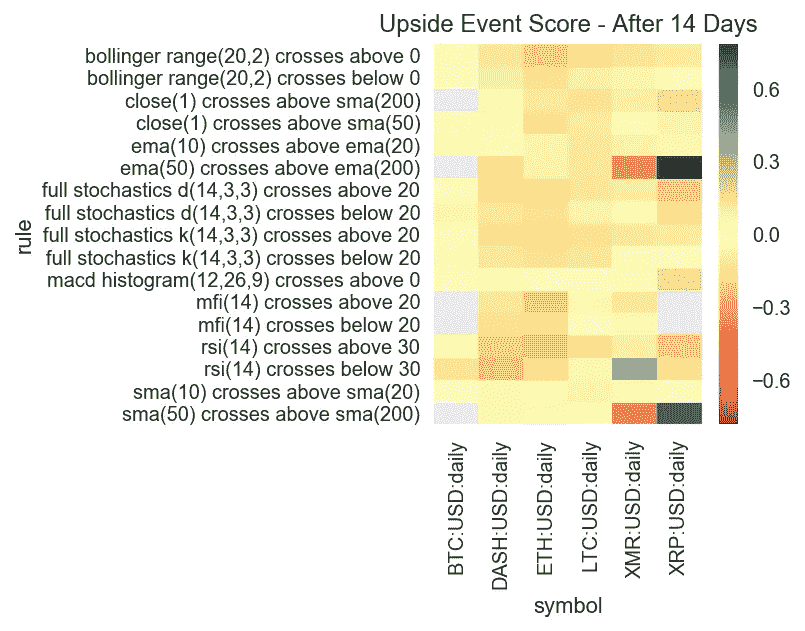 Upside Event Score - After 14 Days
bollinger range(20,2) crosses above 0
bollinger range(20,2) crosses below 0
close(1) crosses above sma(200)
close(1) crosses above sma(50)
ema(10) crosses above ema(20)
ema(50) crosses above ema(200)
full stochastics d(14,3,3) crosses above 20
full stochastics d(14,3,3) crosses below 20
full stochastics k(14,3,3) crosses above 20
full stochastics k(14,3,3) crosses below 20
macd histogram(12,26,9) crosses above 0
mfi(14) crosses above 20
mfi(14) crosses below 20
rsi(14) crosses above 30
rsi(14) crosses below 30
sma(10) crosses above sma(20)
sma(50) crosses above sma(200)
rule
0.6
0.3
0.0
−0.3
−0.6
BTC:USD:daily
DASH:USD:daily
ETH:USD:daily
LTC:USD:daily
XMR:USD:daily
XRP:USD:daily
symbol